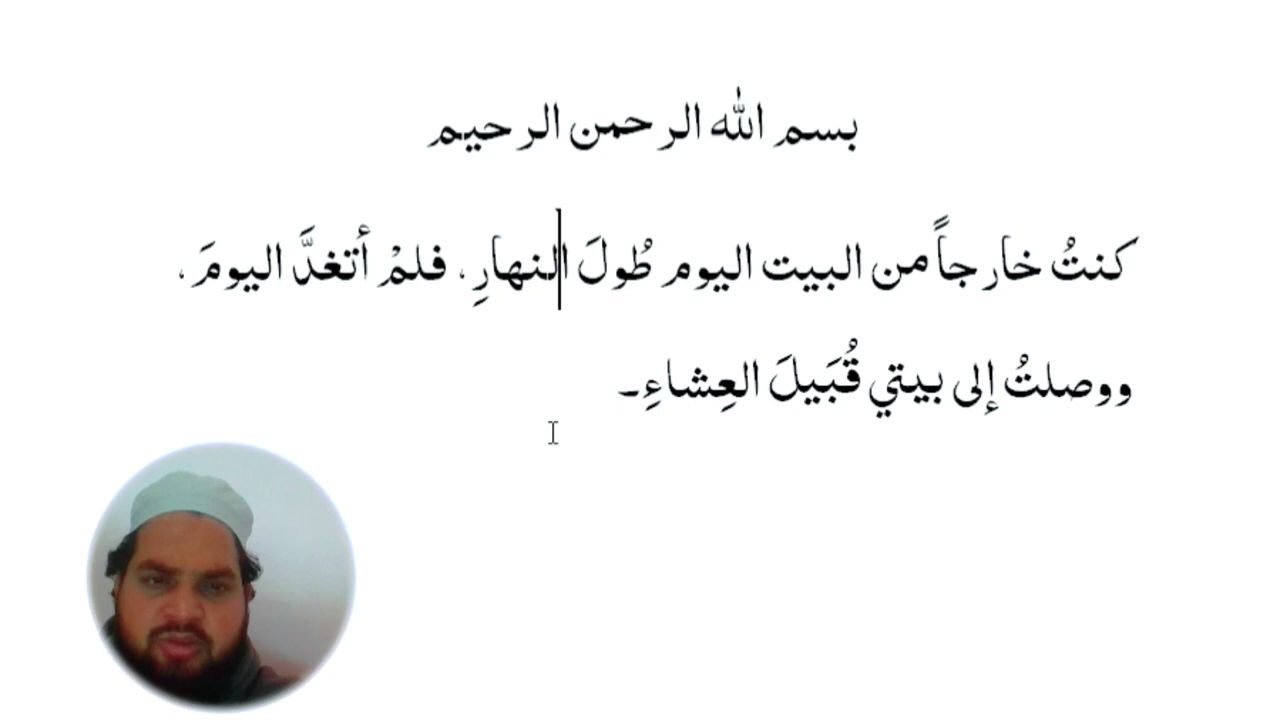 بسم الله الرحمن الرحيم
كنتُ خارجاً من البيت اليوم طُولَ النهارِ، فلمْ أتغدَّ اليومَ،
ووصلتُ إلى بيتي قُبَيلَ العِشاءِ۔